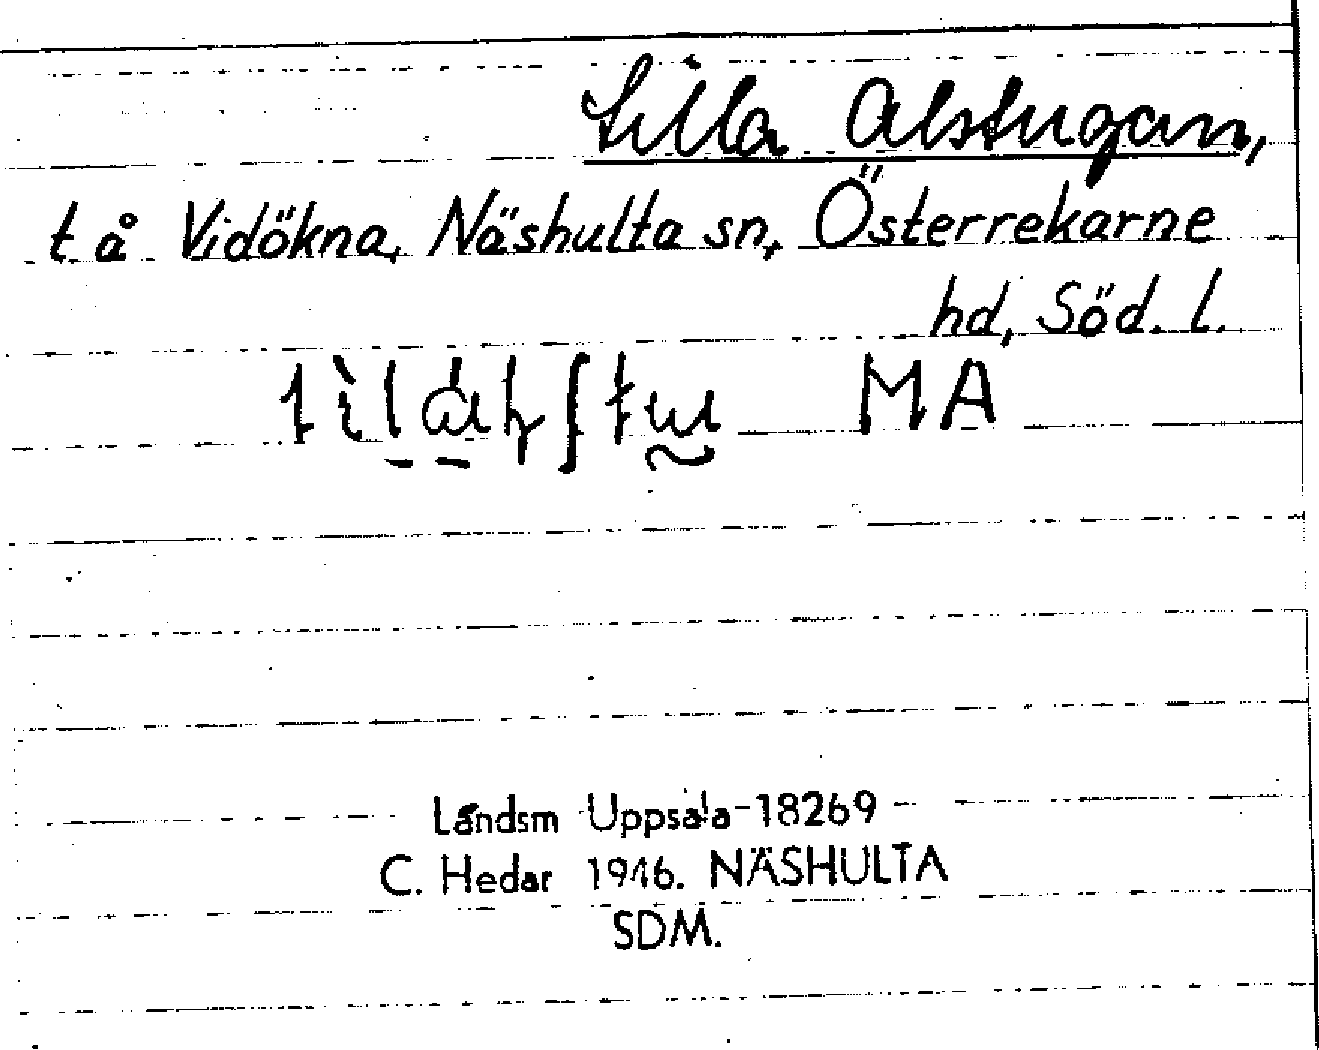 Lilla Alstugan,
t å Vidökna, Näshulta sn, Österrekarne
hd, Söd. l.
MA
Landsm Uppsala-18269
C. Hedar 1946. NÄSHULTA
SDM.